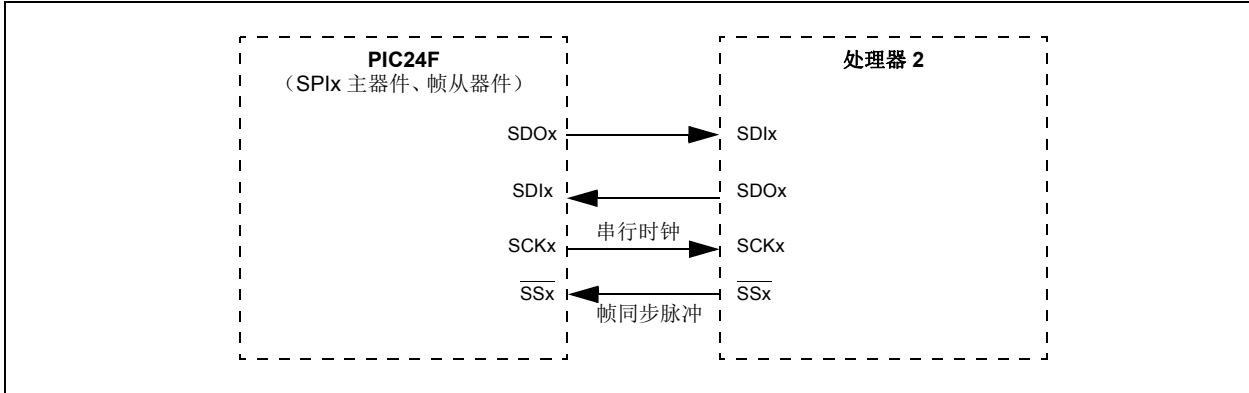 PIC24F
（SPIx 主器件、帧从器件）
处理器 2
SDOx
SDIx
SDIx
SDOx
串行时钟
SCKx
SCKx
SSx
SSx
帧同步脉冲